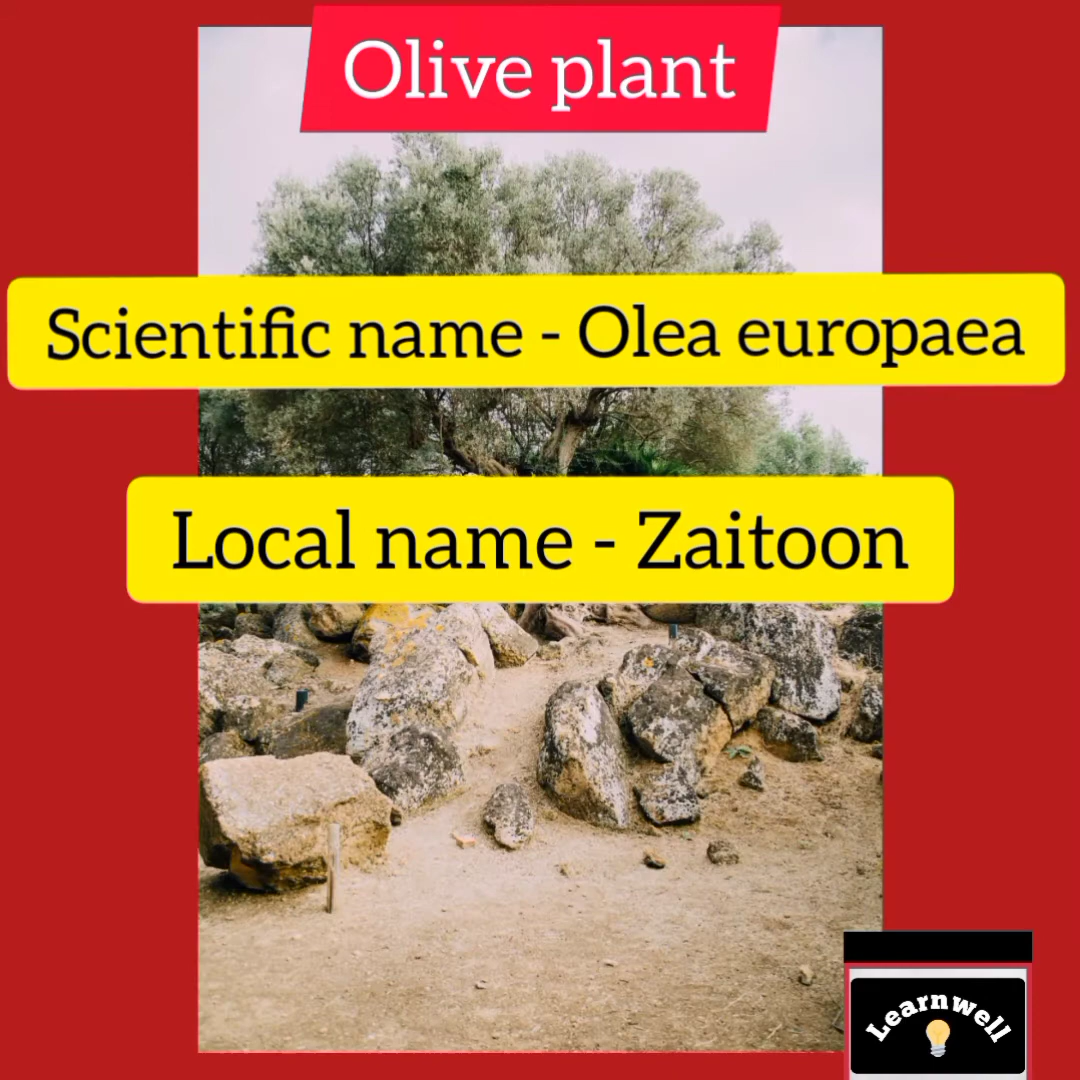 Olive plant
Scientific name - Olea europaea
Local name - Zaitoon
Learnwell